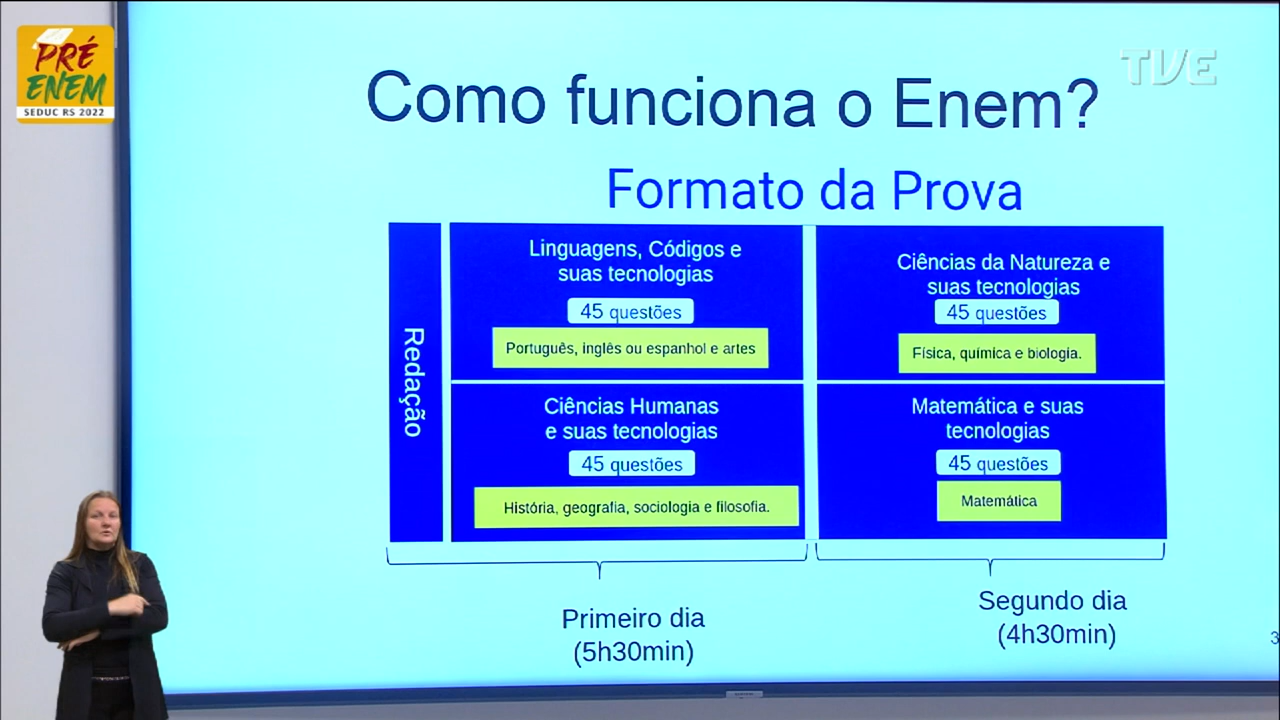 PRÉ
ENEM
SEDUC RS 2022
TVE
Como funciona o Enem?
Formato da Prova
Redação
Linguagens, Códigos e
suas tecnologias
45 questões
Português, inglês ou espanhol e artes
Ciências Humanas
e suas tecnologias
45 questões
História, geografia, sociologia e filosofia.
Ciências da Natureza e
suas tecnologias
45 questões
Física, química e biologia.
Matemática e suas
tecnologias
45 questões
Matemática
Primeiro dia
(5h30min)
Segundo dia
(4h30min)
3